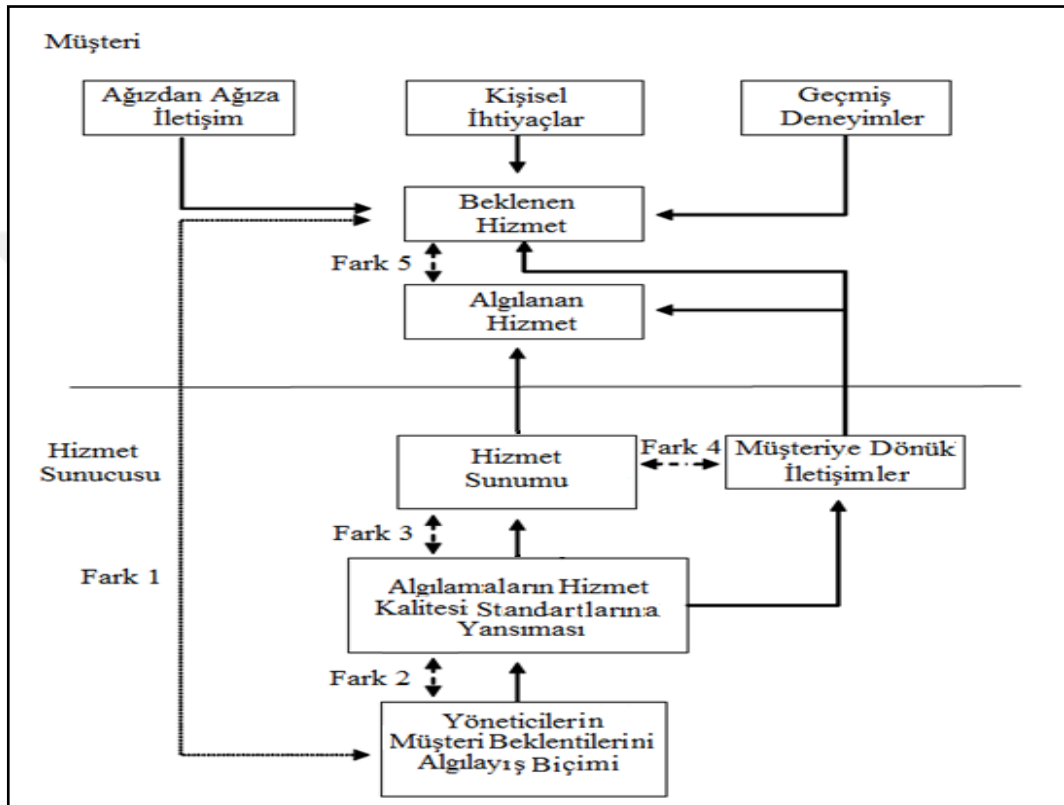 Müşteri
Ağızdan Ağıza
İletişim
Kişisel
İhtiyaçlar
Geçmiş
Deneyimler
Beklenen
Hizmet
Fark 5
Algılanan
Hizmet
Hizmet
Sunucusu
Hizmet
Sunumu
Fark 4
Müşteriye Dönük
İletişimler
Fark 3
Fark 1
Algılamaların Hizmet
Kalitesi Standartlarına
Yansıması
Fark 2
Yöneticilerin
Müşteri Beklentilerini
Algılayış Biçimi